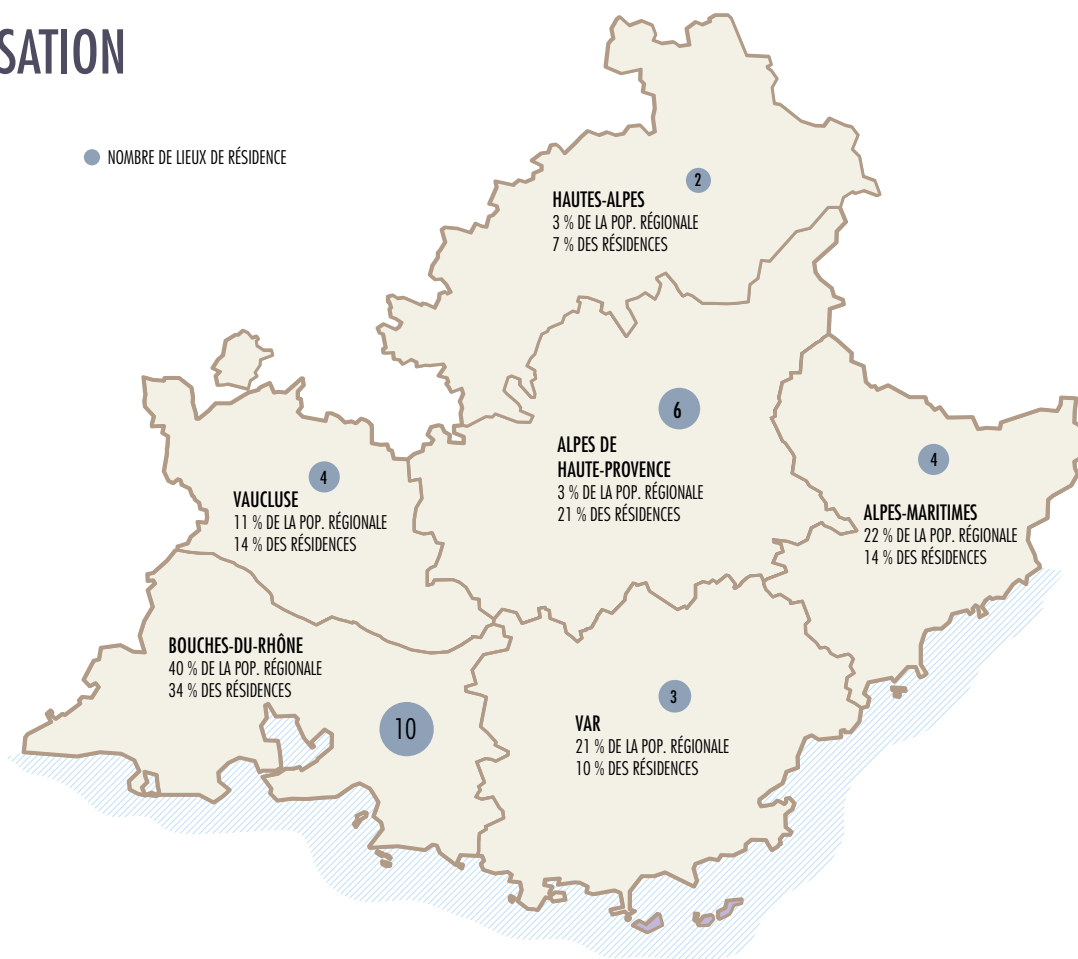 SATION
NOMBRE DE LIEUX DE RÉSIDENCE
2
HAUTES-ALPES
3 % DE LA POP. RÉGIONALE
7 % DES RÉSIDENCES
6
ALPES DE
HAUTE-PROVENCE
3 % DE LA POP. RÉGIONALE
21 % DES RÉSIDENCES
4
VAUCLUSE
11 % DE LA POP. RÉGIONALE
14 % DES RÉSIDENCES
4
ALPES-MARITIMES
22 % DE LA POP. RÉGIONALE
14 % DES RÉSIDENCES
BOUCHES-DU-RHÔNE
40 % DE LA POP. RÉGIONALE
34 % DES RÉSIDENCES
10
3
VAR
21 % DE LA POP. RÉGIONALE
10 % DES RÉSIDENCES